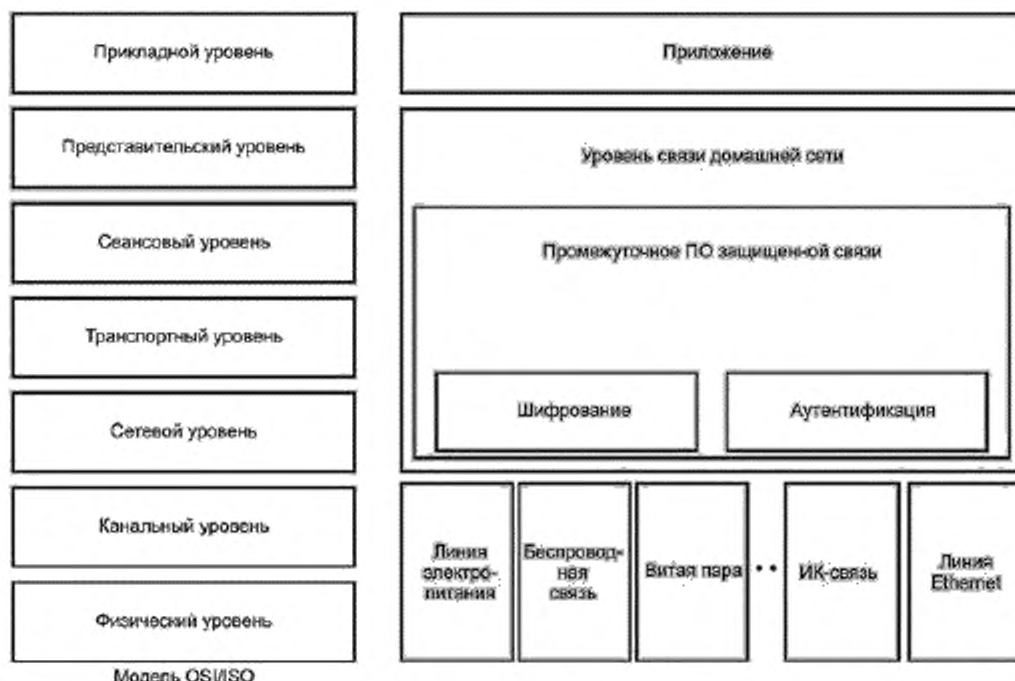 Прикладной уровень
Представительский уровень
Сеансовый уровень
Транспортный уровень
Сетевой уровень
Канальный уровень
Физический уровень
Модель OSI/ISO
Приложение
Уровень связи домашней сети
Промежуточное ПО защищенной связи
Шифрование
Аутентификация
Линия
электро-
питания
Беспровод-
ная
связь
Витая пара
• •
ИК-связь
Линия
Ethernet